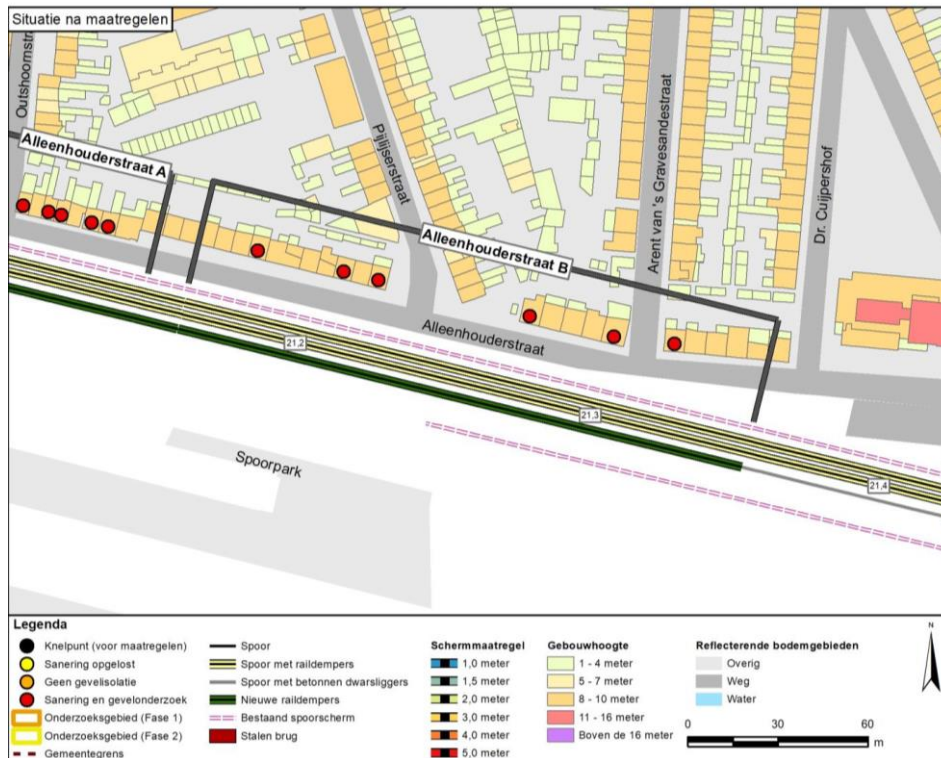 Situatie na maatregelen
Outshoornstr
Alleenhouderstraat A
Pijlijserstraat
Alleenhouderstraat B
Arent van 's Gravesandestraat
Dr. Cuijpershof
Alleenhouderstraat
21,2
21,3
21,4
Spoorpark
Legenda
Knelpunt (voor maatregelen)
Sanering opgelost
Geen gevelisolatie
Sanering en gevelonderzoek
Onderzoeksgebied (Fase 1)
Onderzoeksgebied (Fase 2)
Gemeentegrens
Spoor
Spoor met raildempers
Spoor met betonnen dwarsliggers
Nieuwe raildempers
Bestaand spoorscherm
Stalen brug
Schermmaatregel
1,0 meter
1,5 meter
2,0 meter
3,0 meter
4,0 meter
5,0 meter
Gebouwhoogte
1 - 4 meter
5 - 7 meter
8 - 10 meter
11 - 16 meter
Boven de 16 meter
Reflecterende bodemgebieden
Overig
Weg
Water
N
0 30 60
m